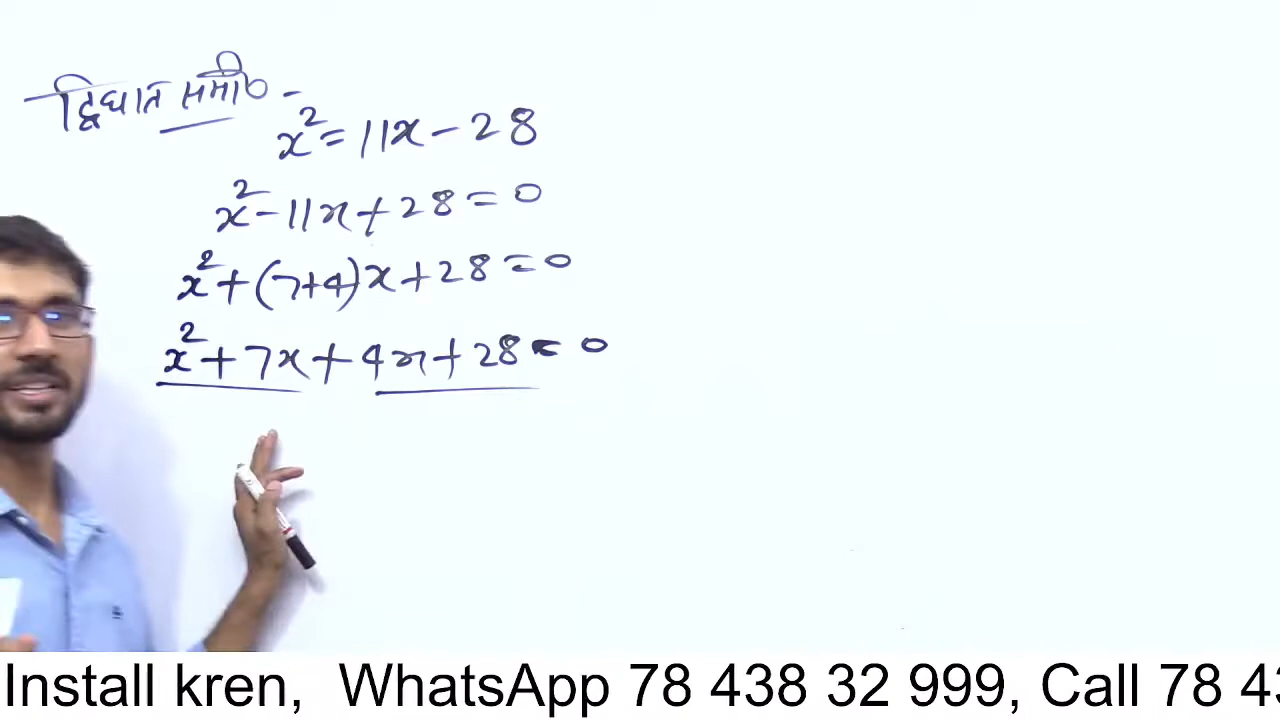 द्विघात समी० -
x² = 11x - 28
x² - 11x + 28 = 0
x² + (7+4)x + 28 = 0
x² + 7x + 4x + 28 = 0
Install kren, WhatsApp 78 438 32 999, Call 78 43